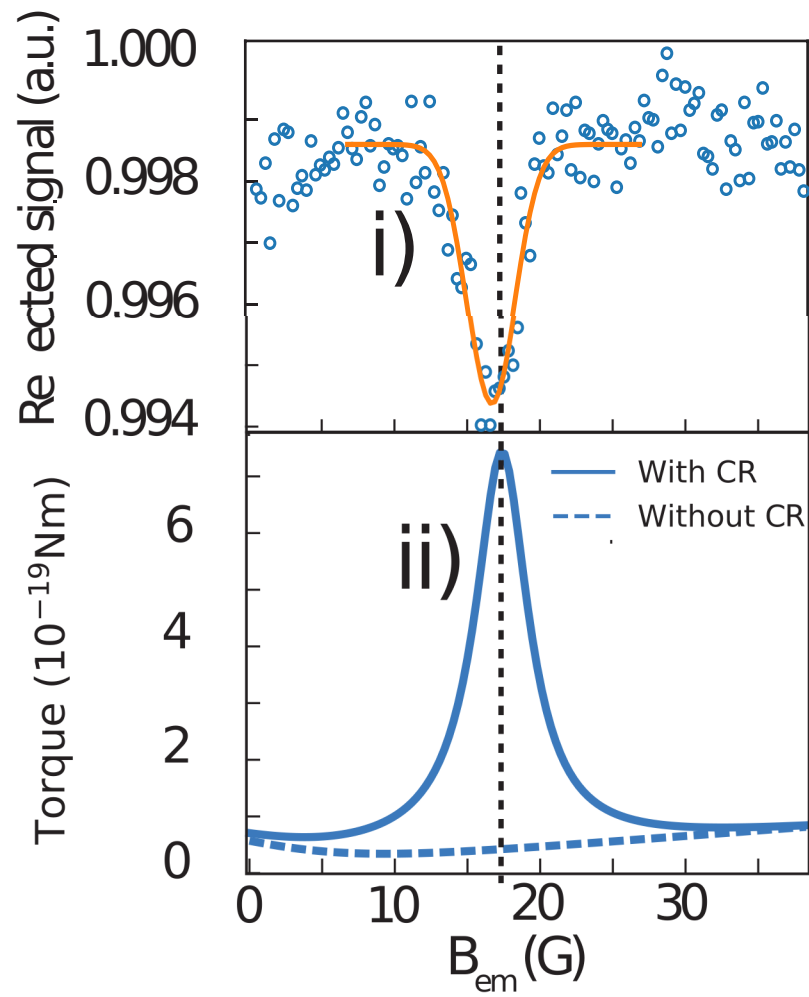 Re ected signal (a.u.)
1.000
0.998
0.996
0.994
i)
Torque (10⁻¹⁹Nm)
6
4
2
0
ii)
With CR
Without CR
0 10 20 30
B_em (G)